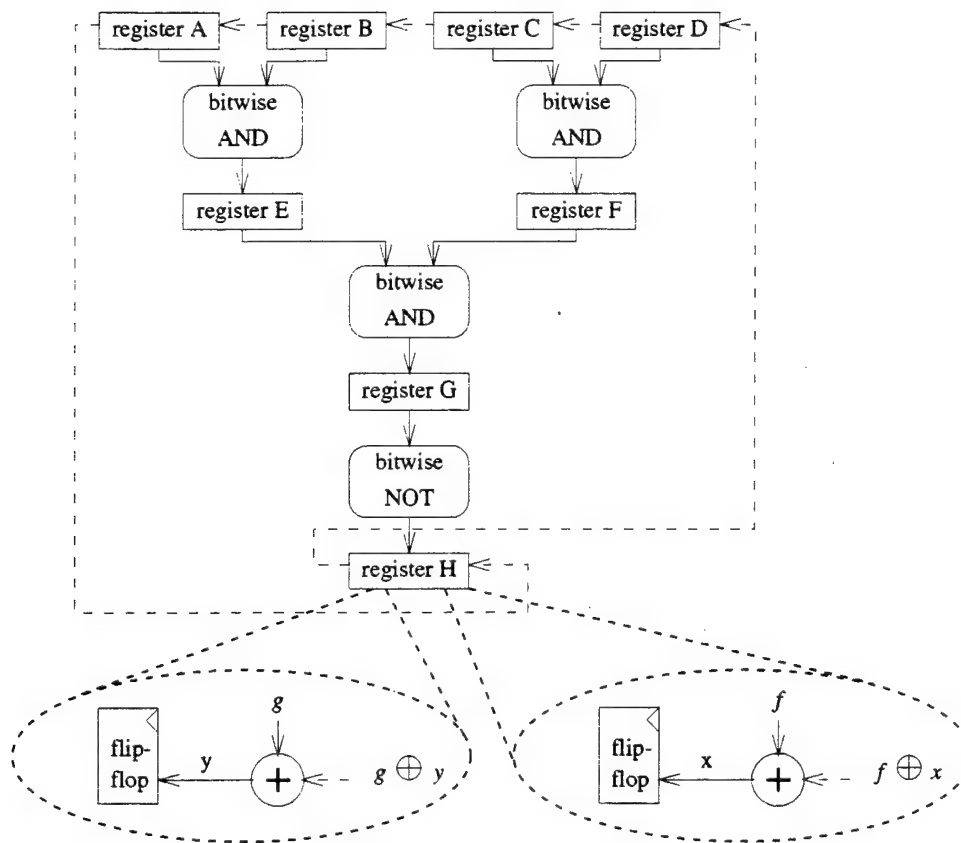 register A
register B
register C
register D
bitwise
AND
bitwise
AND
register E
register F
bitwise
AND
register G
bitwise
NOT
register H
g
flip-
flop
y
+
g ⊕ y
f
flip-
flop
x
+
f ⊕ x